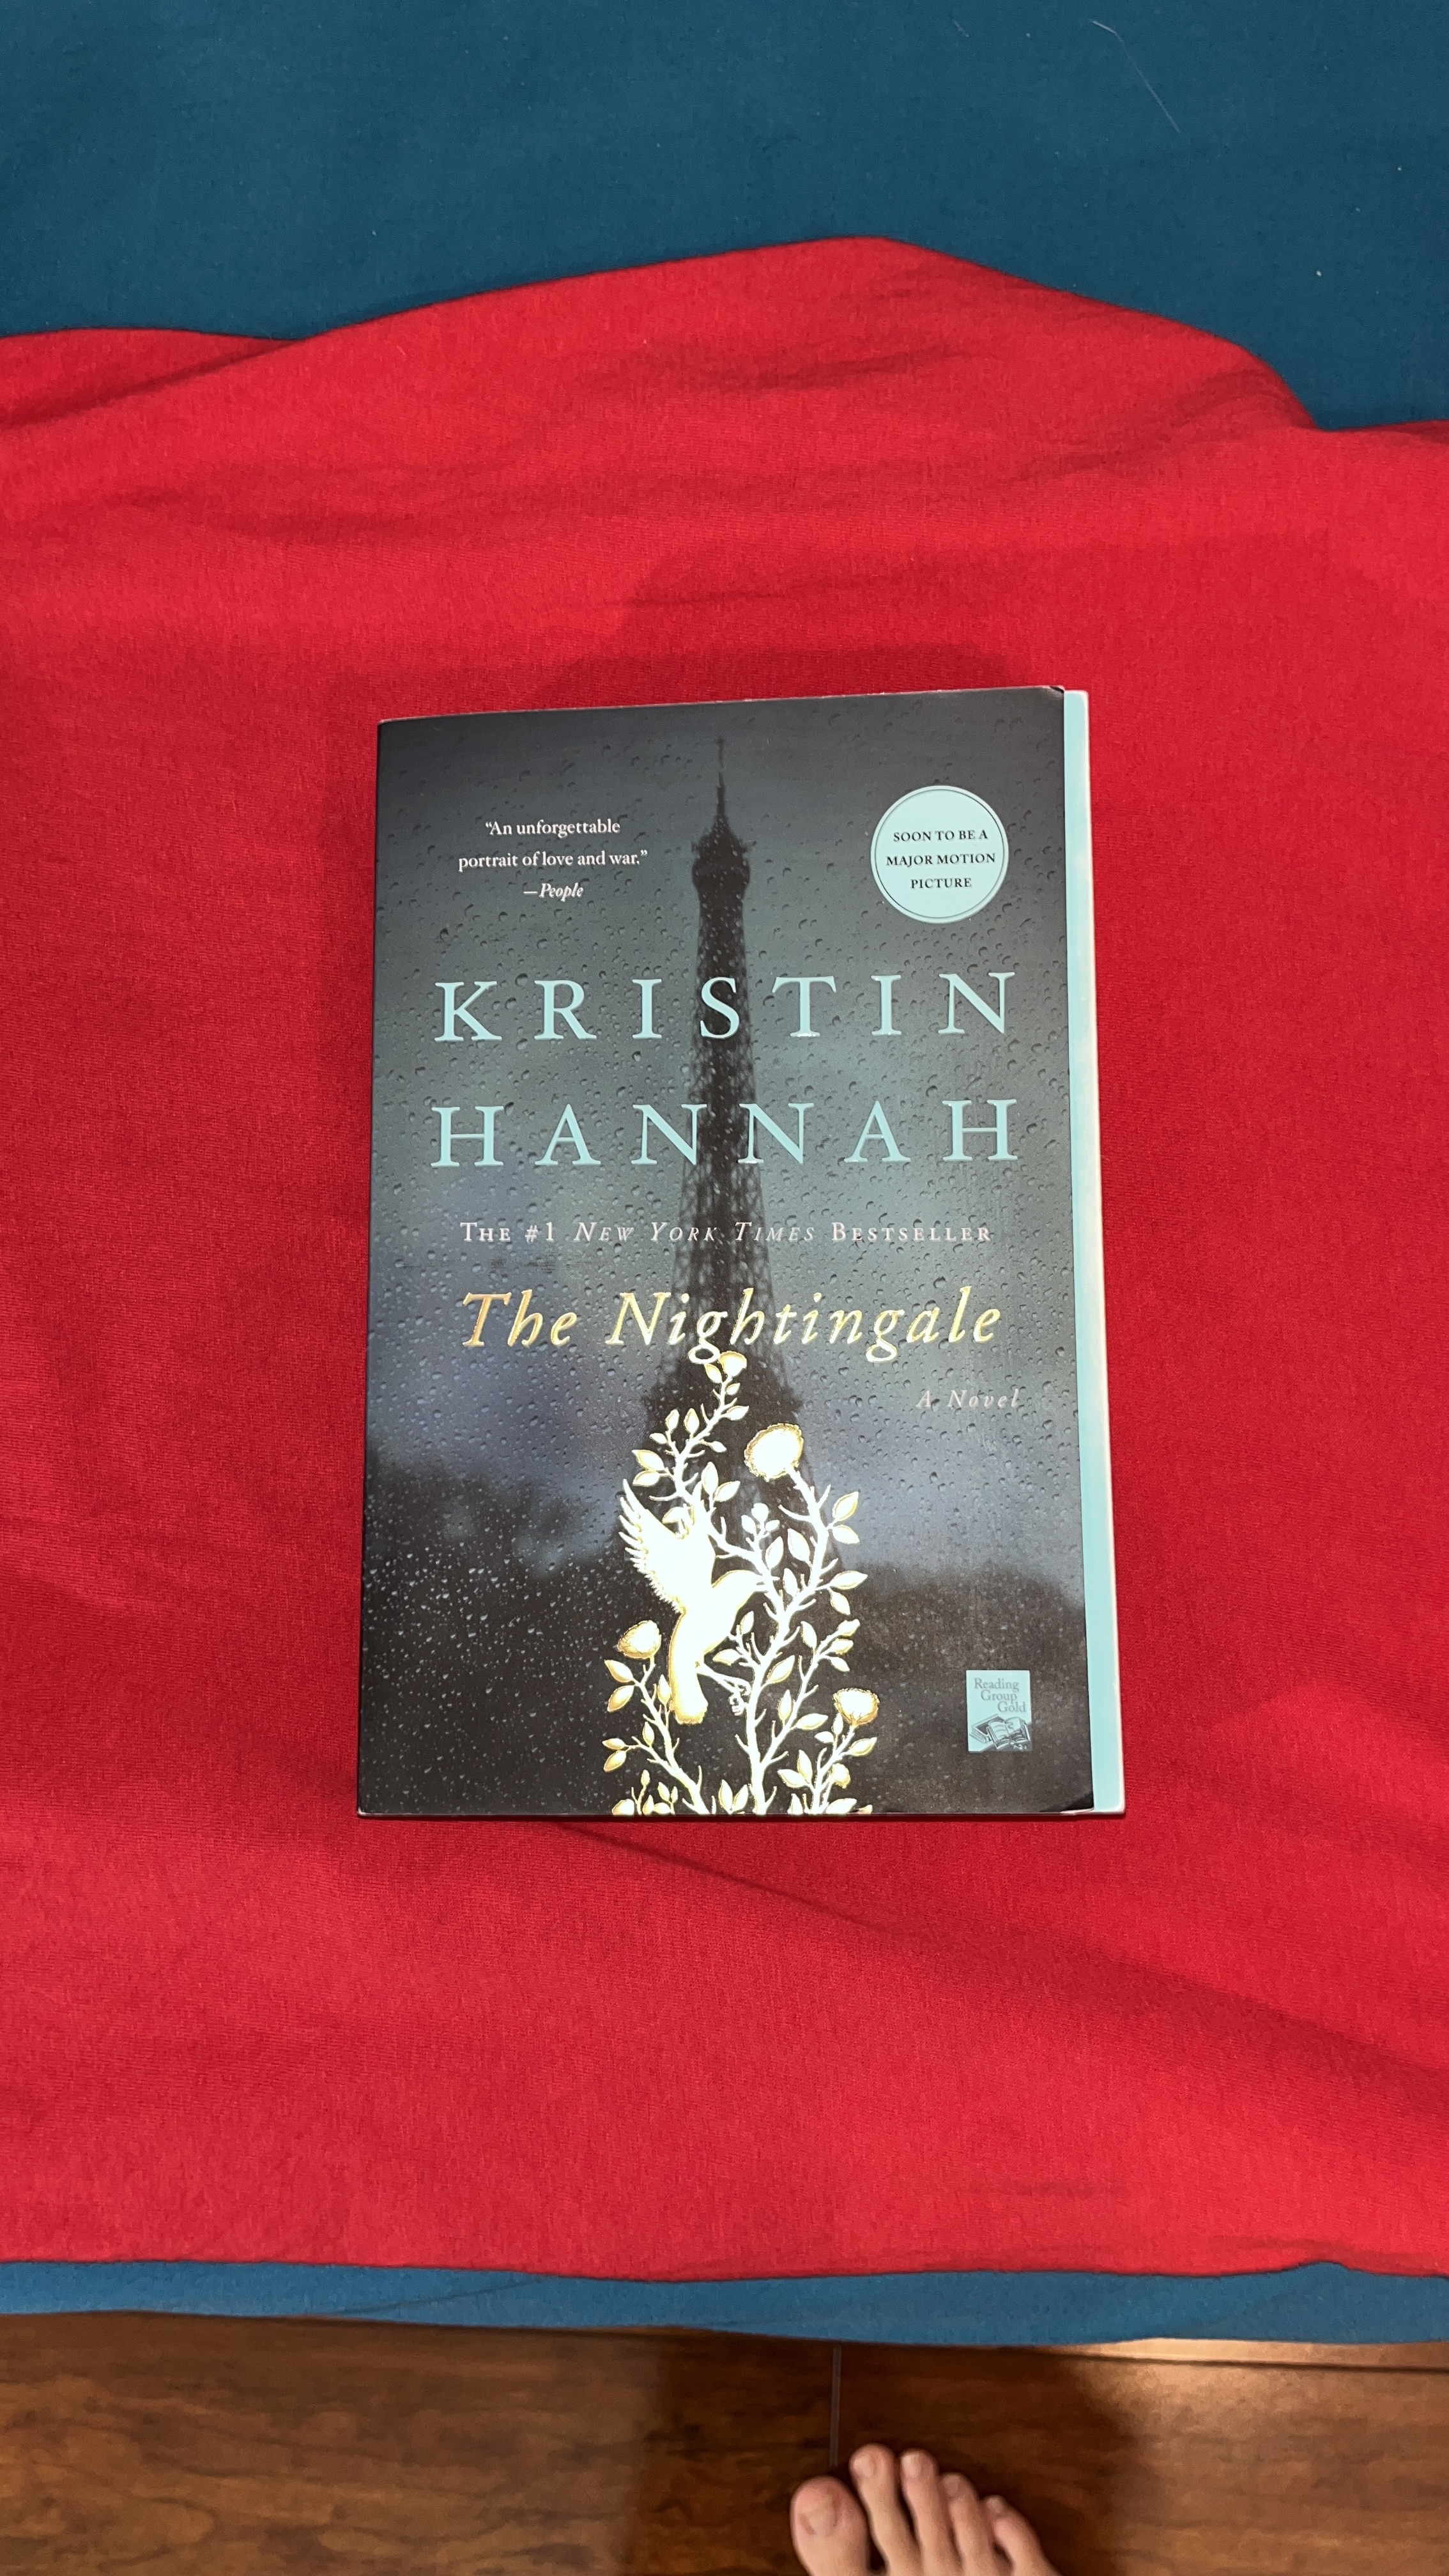 “An unforgettable
portrait of love and war.”
—People
SOON TO BE A
MAJOR MOTION
PICTURE
KRISTIN
HANNAH
THE #1 NEW YORK TIMES BESTSELLER
The Nightingale
A Novel
Reading
Group
Gold